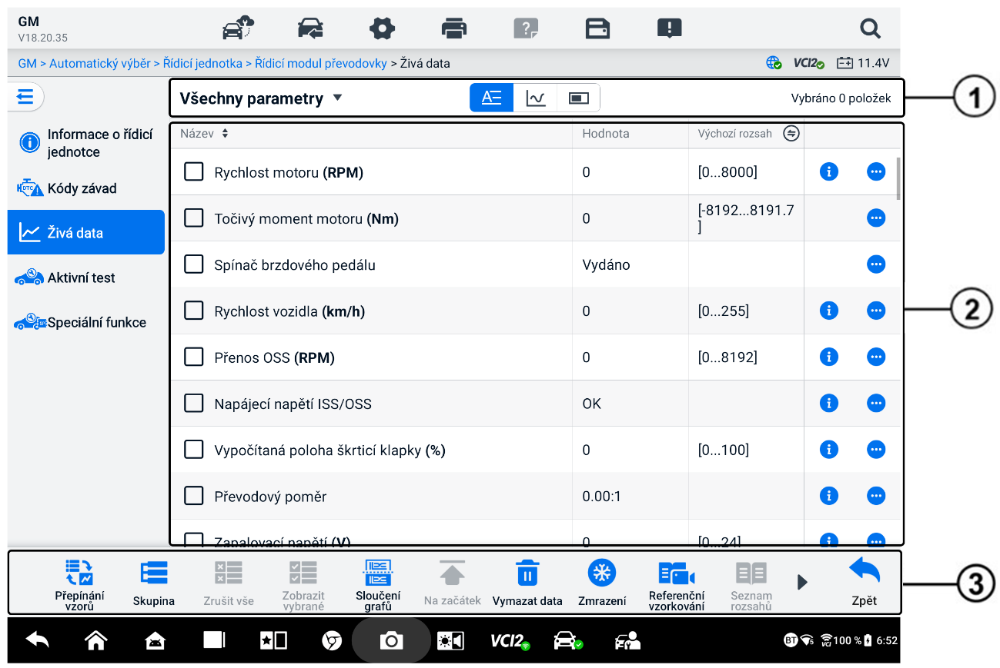 GM
V18.20.35
GM > Automatický výběr > Řídicí jednotka > Řídicí modul převodovky > Živá data
VCI2
11.4V
Všechny parametry
A
Vybráno 0 položek
1
Informace o řídicí
jednotce
Kódy závad
DTC
Živá data
Aktivní test
Speciální funkce
Název Hodnota Výchozí rozsah
Rychlost motoru (RPM) 0 [0...8000]
Točivý moment motoru (Nm) 0 [-8192...8191.7
]
Spínač brzdového pedálu Vydáno
Rychlost vozidla (km/h) 0 [0...255]
2
Přenos OSS (RPM) 0 [0...8192]
Napájecí napětí ISS/OSS OK
Vypočítaná poloha škrticí klapky (%) 0 [0...100]
Převodový poměr 0.00:1
Zapalovací napětí (V) 0 [0...24]
Přepínání
vzorů
Skupina
Zrušit vše
Zobrazit
vybrané
Sloučení
grafů
Na začátek
Vymazat data
Zmrazení
Referenční
vzorkování
Seznam
rozsahů
Zpět
3
VCI2
BT
5
VCI
100 %
6:52